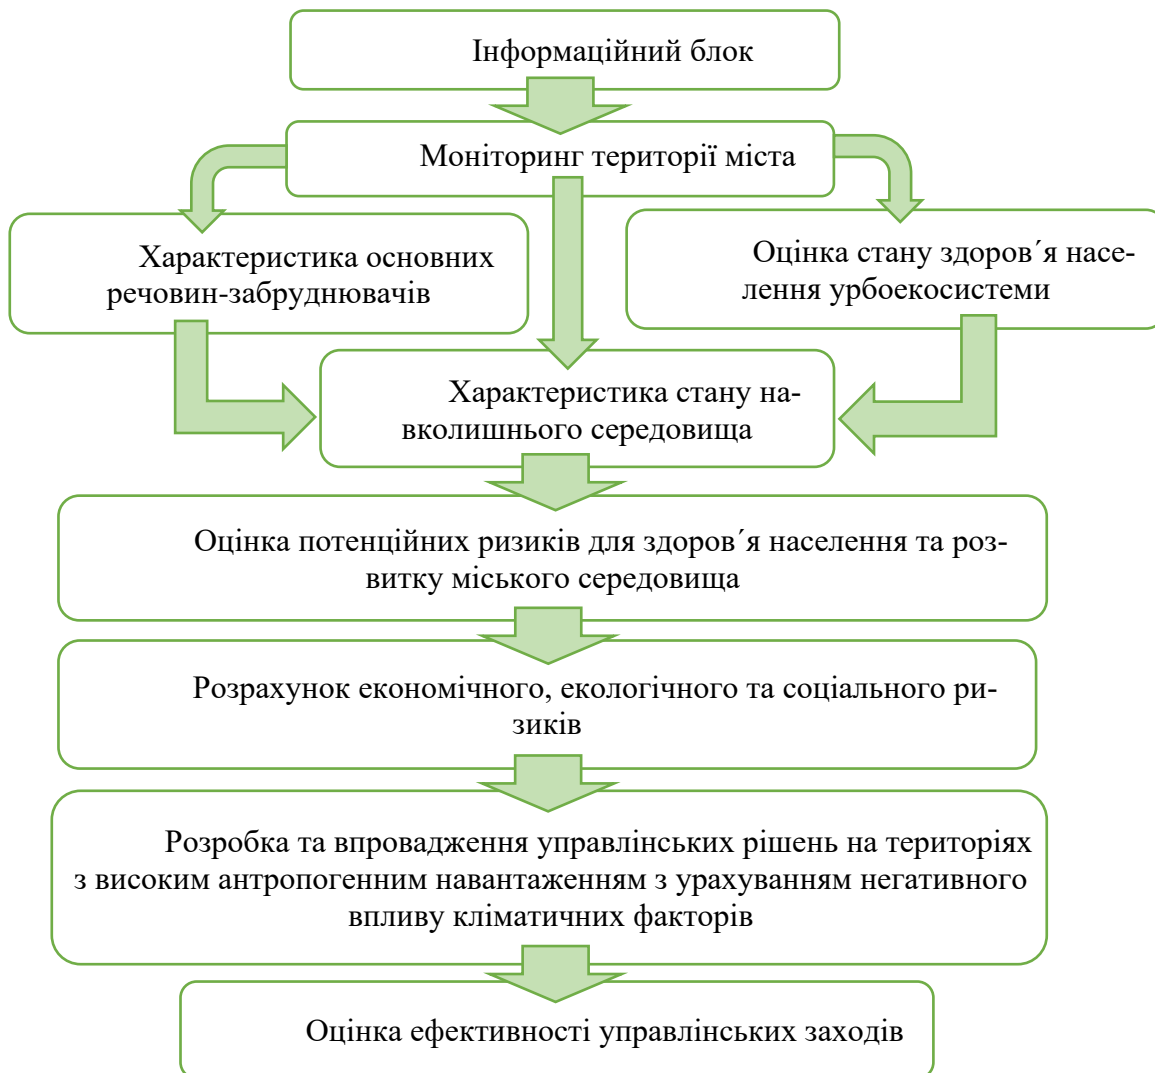 Інформаційний блок
Моніторинг території міста
Характеристика основних
речовин-забруднювачів
Оцінка стану здоров´я насе-
лення урбоекосистеми
Характеристика стану на-
вколишнього середовища
Оцінка потенційних ризиків для здоров´я населення та роз-
витку міського середовища
Розрахунок економічного, екологічного та соціального ри-
зиків
Розробка та впровадження управлінських рішень на територіях
з високим антропогенним навантаженням з урахуванням негативного
впливу кліматичних факторів
Оцінка ефективності управлінських заходів